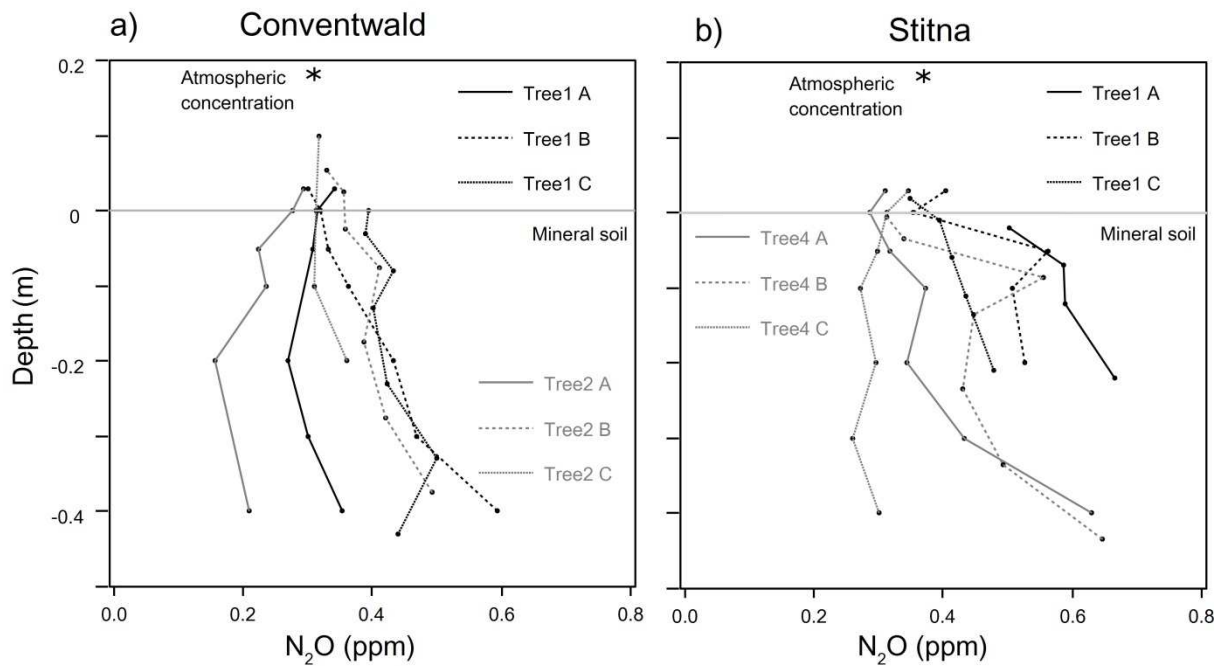 a) Conventwald
0.2
Atmospheric
concentration
*
Tree1 A
Tree1 B
Tree1 C
0
Mineral soil
Depth (m)
-0.2
Tree2 A
Tree2 B
Tree2 C
-0.4
0.0 0.2 0.4 0.6 0.8
N₂O (ppm)
b) Stitna
Atmospheric
concentration
*
Tree1 A
Tree1 B
Tree1 C
Mineral soil
Tree4 A
Tree4 B
Tree4 C
0.0 0.2 0.4 0.6 0.8
N₂O (ppm)